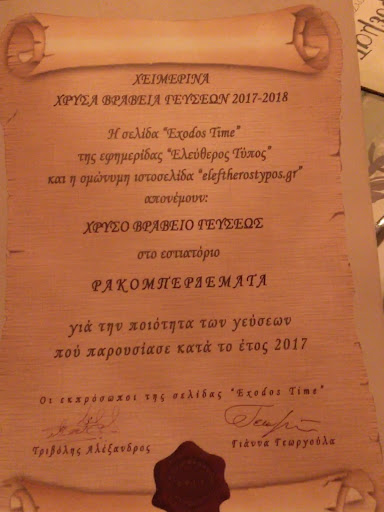 ΧΕΙΜΕΡΙΝΑ
ΧΡΥΣΑ ΒΡΑΒΕΙΑ ΓΕΥΣΕΩΝ 2017-2018
Η σελίδα "Exodos Time"
της εφημερίδας "Ελεύθερος Τύπος"
και η ομώνυμη ιστοσελίδα "eleftherostypos.gr"
απονέμουν:
ΧΡΥΣΟ ΒΡΑΒΕΙΟ ΓΕΥΣΕΩΣ
στο εστιατόριο
ΡΑΚΟΜΠΕΡΔΕΜΑΤΑ
γιά την ποιότητα των γεύσεων
πού παρουσίασε κατά το έτος 2017
Οι εκπρόσωποι της σελίδας "Exodos Time"
Τριβόλης Αλέξανδρος Γιάννα Γεωργούλα